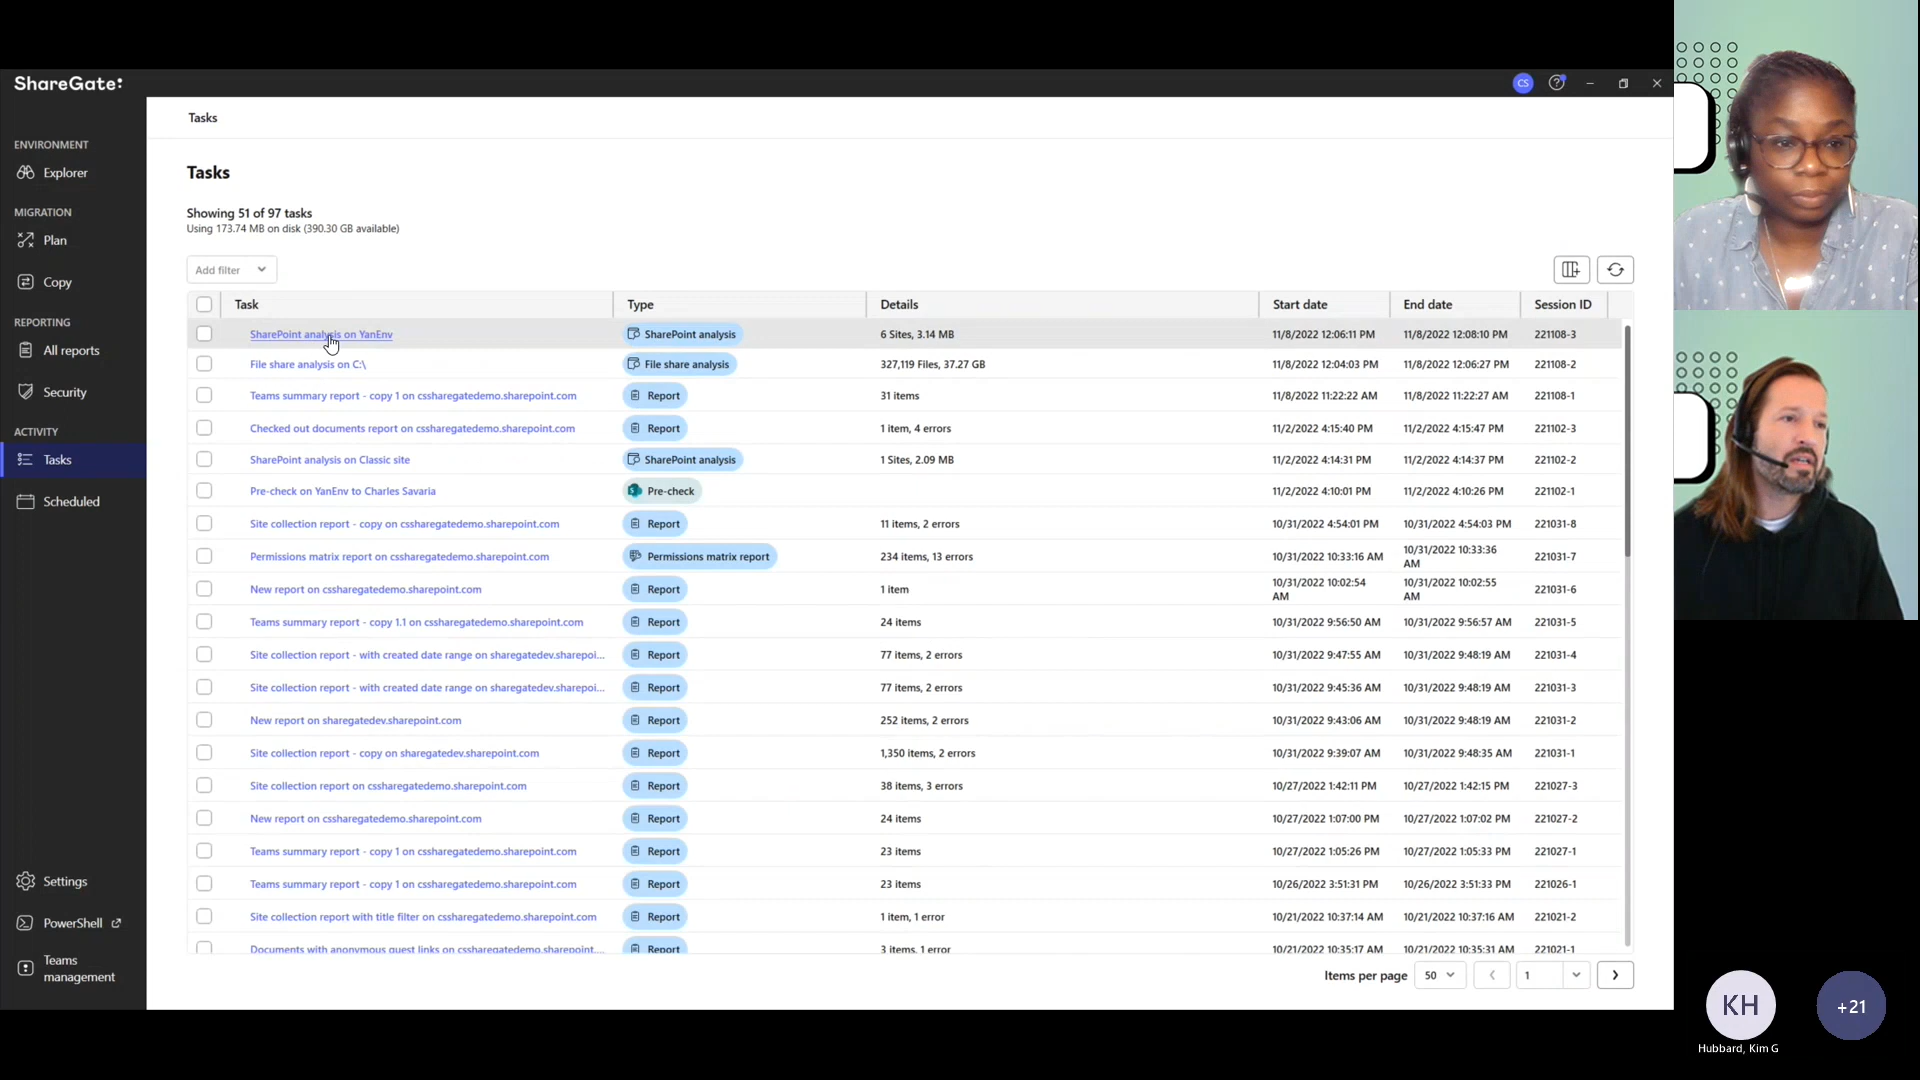 ShareGate:
CS
ENVIRONMENT
Explorer
MIGRATION
Plan
Copy
REPORTING
All reports
Security
ACTIVITY
Tasks
Scheduled
Settings
PowerShell
Teams
management
Tasks
Tasks
Showing 51 of 97 tasks
Using 173.74 MB on disk (390.30 GB available)
Add filter
Task Type Details Start date End date Session ID
SharePoint analysis on YanEnv SharePoint analysis 6 Sites, 3.14 MB 11/8/2022 12:06:11 PM 11/8/2022 12:08:10 PM 221108-3
File share analysis on C:\ File share analysis 327,119 Files, 37.27 GB 11/8/2022 12:04:03 PM 11/8/2022 12:06:27 PM 221108-2
Teams summary report - copy 1 on cssharegatedemo.sharepoint.com Report 31 items 11/8/2022 11:22:22 AM 11/8/2022 11:22:27 AM 221108-1
Checked out documents report on cssharegatedemo.sharepoint.com Report 1 item, 4 errors 11/2/2022 4:15:40 PM 11/2/2022 4:15:47 PM 221102-3
SharePoint analysis on Classic site SharePoint analysis 1 Sites, 2.09 MB 11/2/2022 4:14:31 PM 11/2/2022 4:14:37 PM 221102-2
Pre-check on YanEnv to Charles Savaria Pre-check 11/2/2022 4:10:01 PM 11/2/2022 4:10:26 PM 221102-1
Site collection report - copy on cssharegatedemo.sharepoint.com Report 11 items, 2 errors 10/31/2022 4:54:01 PM 10/31/2022 4:54:03 PM 221031-8
Permissions matrix report on cssharegatedemo.sharepoint.com Permissions matrix report 234 items, 13 errors 10/31/2022 10:33:16 AM 10/31/2022 10:33:36 AM 221031-7
New report on cssharegatedemo.sharepoint.com Report 1 item 10/31/2022 10:02:54 AM 10/31/2022 10:02:55 AM 221031-6
Teams summary report - copy 1.1 on cssharegatedemo.sharepoint.com Report 24 items 10/31/2022 9:56:50 AM 10/31/2022 9:56:57 AM 221031-5
Site collection report - with created date range on sharegatedev.sharepoi... Report 77 items, 2 errors 10/31/2022 9:47:55 AM 10/31/2022 9:48:19 AM 221031-4
Site collection report - with created date range on sharegatedev.sharepoi... Report 77 items, 2 errors 10/31/2022 9:45:36 AM 10/31/2022 9:48:19 AM 221031-3
New report on sharegatedev.sharepoint.com Report 252 items, 2 errors 10/31/2022 9:43:06 AM 10/31/2022 9:48:19 AM 221031-2
Site collection report - copy on sharegatedev.sharepoint.com Report 1,350 items, 2 errors 10/31/2022 9:39:07 AM 10/31/2022 9:48:35 AM 221031-1
Site collection report on cssharegatedemo.sharepoint.com Report 38 items, 3 errors 10/27/2022 1:42:11 PM 10/27/2022 1:42:15 PM 221027-3
New report on cssharegatedemo.sharepoint.com Report 24 items 10/27/2022 1:07:00 PM 10/27/2022 1:07:02 PM 221027-2
Teams summary report - copy 1 on cssharegatedemo.sharepoint.com Report 23 items 10/27/2022 1:05:26 PM 10/27/2022 1:05:33 PM 221027-1
Teams summary report - copy 1 on cssharegatedemo.sharepoint.com Report 23 items 10/26/2022 3:51:31 PM 10/26/2022 3:51:33 PM 221026-1
Site collection report with title filter on cssharegatedemo.sharepoint.com Report 1 item, 1 error 10/21/2022 10:37:14 AM 10/21/2022 10:37:16 AM 221021-2
Documents with anonymous guest links on cssharegatedemo.sharepoint.... Report 3 items, 1 error 10/21/2022 10:35:17 AM 10/21/2022 10:35:31 AM 221021-1
Items per page 50 1
KH
Hubbard, Kim G
+21